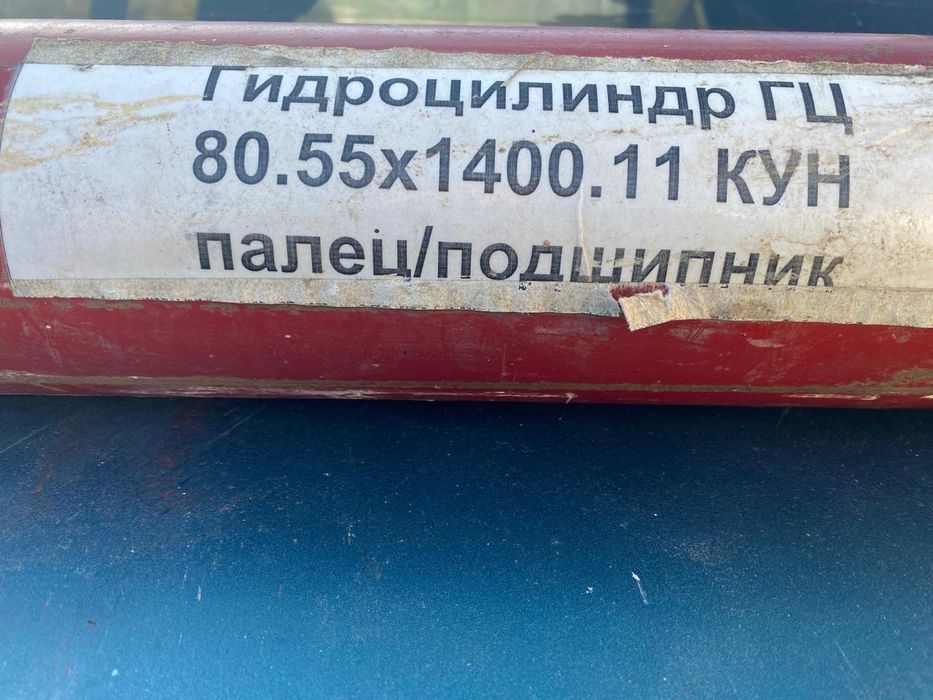 Гидроцилиндр ГЦ
80.55х1400.11 КУН
палец/подшипник